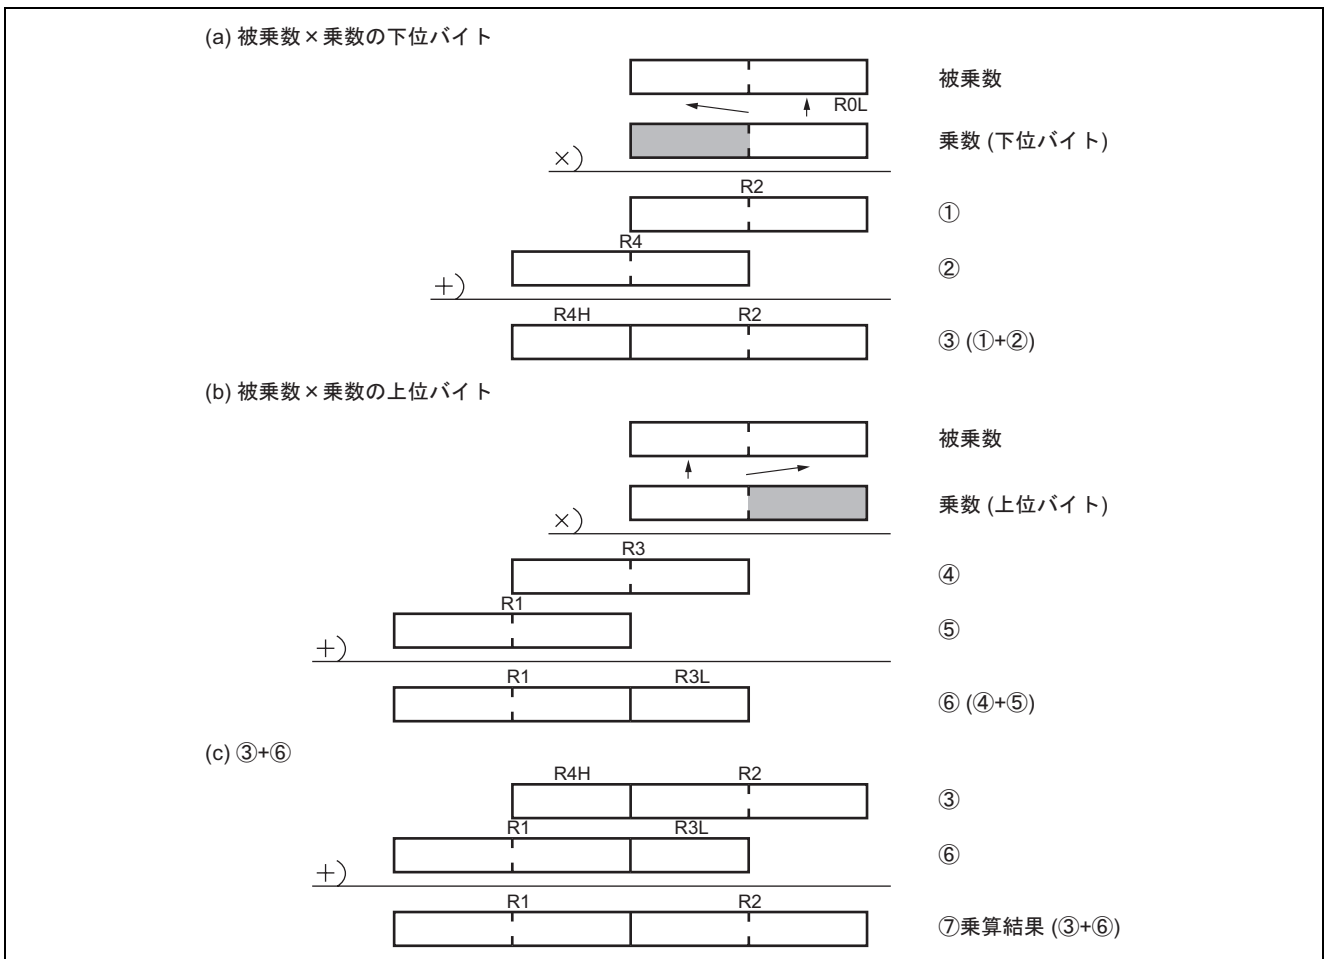 (a) 被乗数×乗数の下位バイト
被乗数
R0L
乗数 (下位バイト)
×)
R2
①
R4
②
+)
R4H R2
③ (①+②)
(b) 被乗数×乗数の上位バイト
被乗数
乗数 (上位バイト)
×)
R3
④
R1
⑤
+)
R1 R3L
⑥ (④+⑤)
(c) ③+⑥
R4H R2
③
R1 R3L
⑥
+)
R1 R2
⑦乗算結果 (③+⑥)